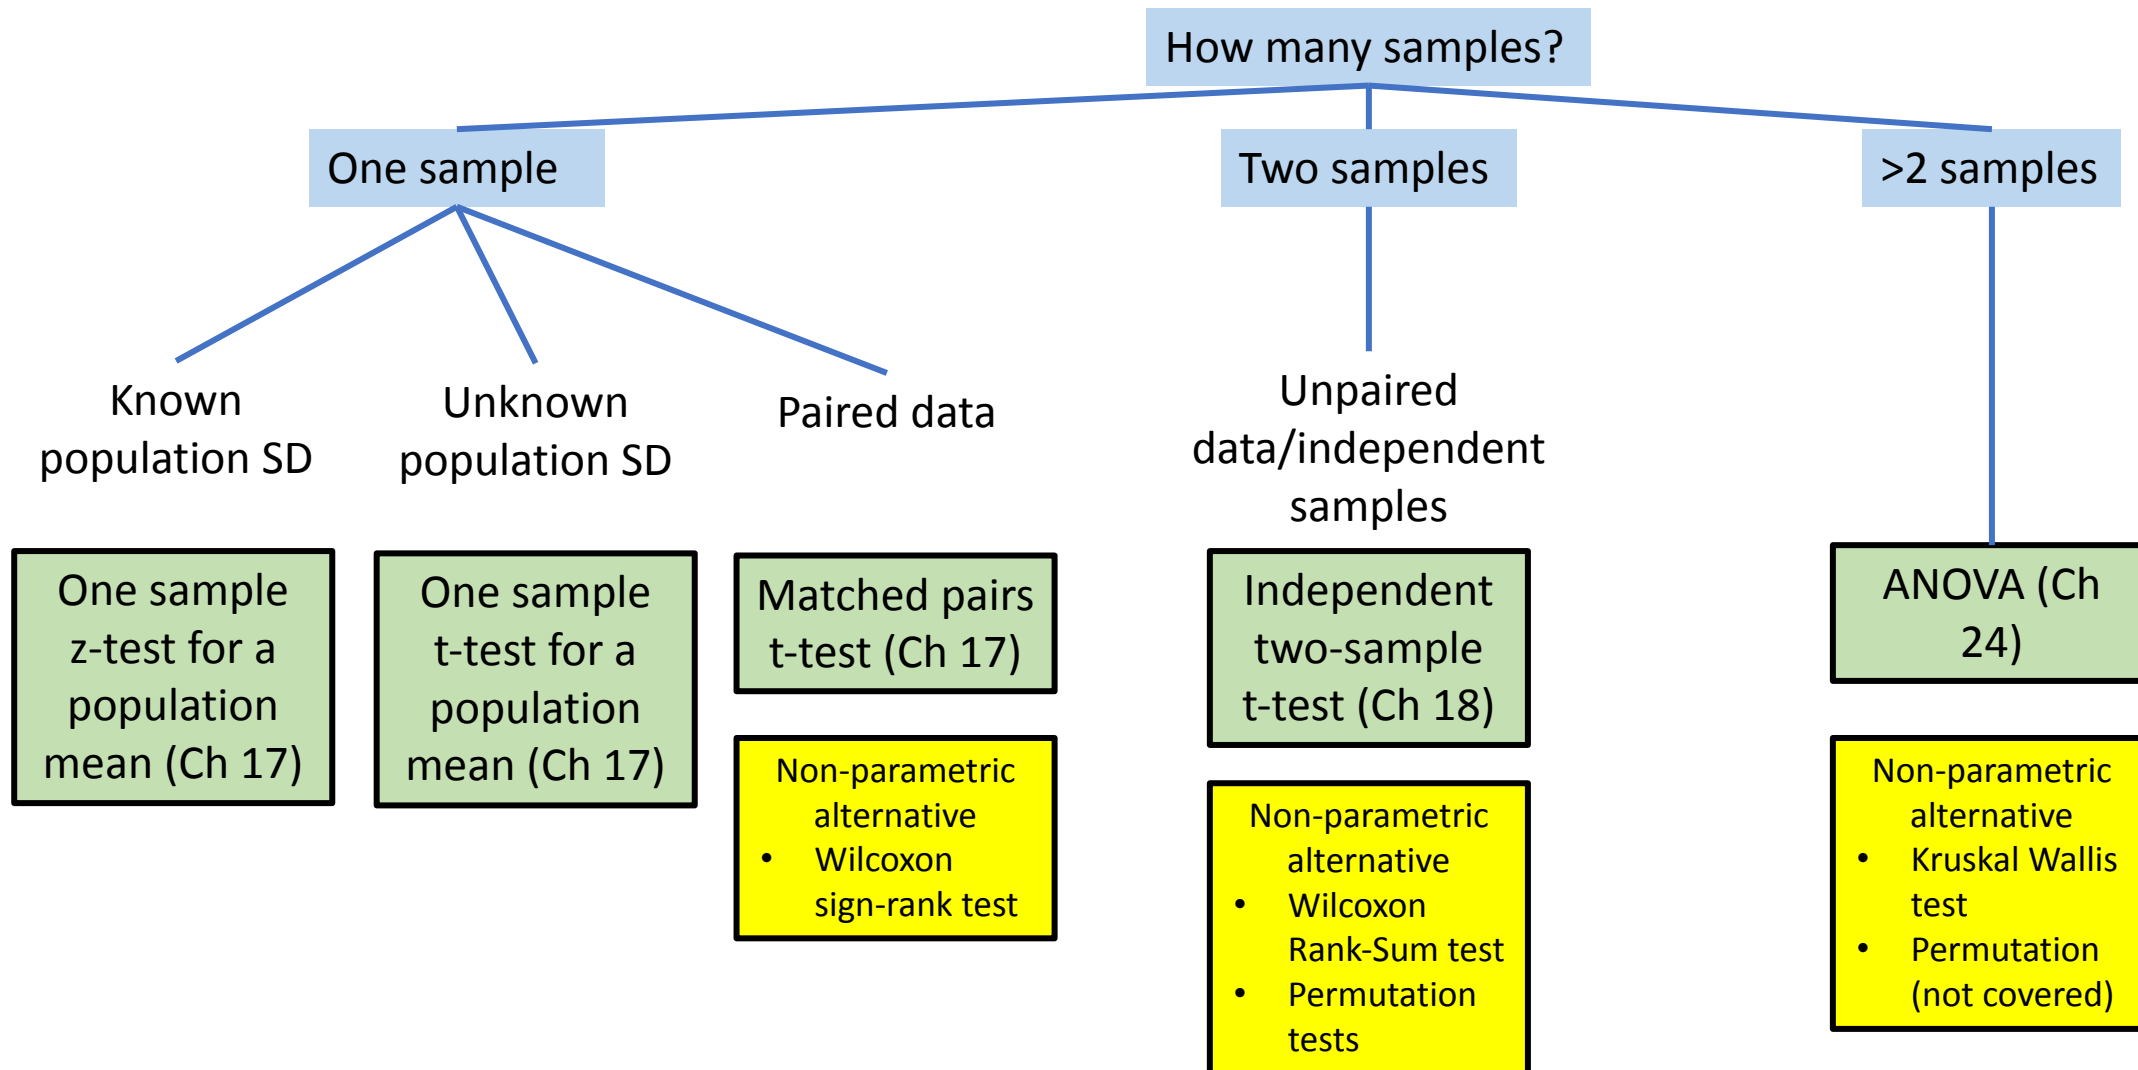 How many samples?
One sample
Two samples
>2 samples
Known
population SD
Unknown
population SD
Paired data
Unpaired
data/independent
samples
One sample
z-test for a
population
mean (Ch 17)
One sample
t-test for a
population
mean (Ch 17)
Matched pairs
t-test (Ch 17)
Non-parametric
alternative
• Wilcoxon
sign-rank test
Independent
two-sample
t-test (Ch 18)
Non-parametric
alternative
• Wilcoxon
Rank-Sum test
• Permutation
tests
ANOVA (Ch
24)
Non-parametric
alternative
• Kruskal Wallis
test
• Permutation
(not covered)